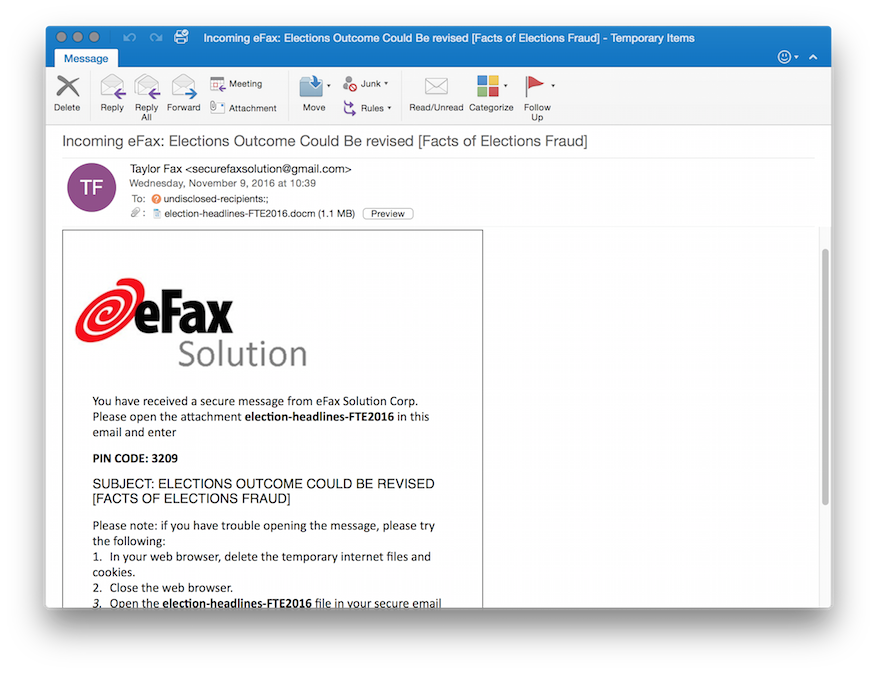 Incoming eFax: Elections Outcome Could Be revised [Facts of Elections Fraud] - Temporary Items
Message
Delete
Reply
Reply All
Forward
Meeting
Attachment
Move
Junk
Rules
Read/Unread
Categorize
Follow Up
Incoming eFax: Elections Outcome Could Be revised [Facts of Elections Fraud]
TF
Taylor Fax <securefaxsolution@gmail.com>
Wednesday, November 9, 2016 at 10:39
To: ? undisclosed-recipients:;
: election-headlines-FTE2016.docm (1.1 MB) Preview
eFax
Solution
You have received a secure message from eFax Solution Corp.
Please open the attachment election-headlines-FTE2016 in this
email and enter
PIN CODE: 3209
SUBJECT: ELECTIONS OUTCOME COULD BE REVISED
[FACTS OF ELECTIONS FRAUD]
Please note: if you have trouble opening the message, please try
the following:
1. In your web browser, delete the temporary internet files and
cookies.
2. Close the web browser.
3. Open the election-headlines-FTE2016 file in your secure email